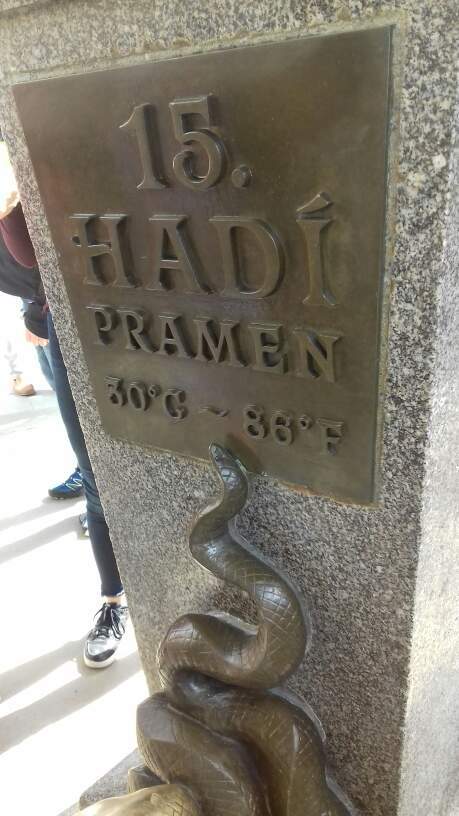 15.
HADÍ
PRAMEN
30°C ~ 86°F